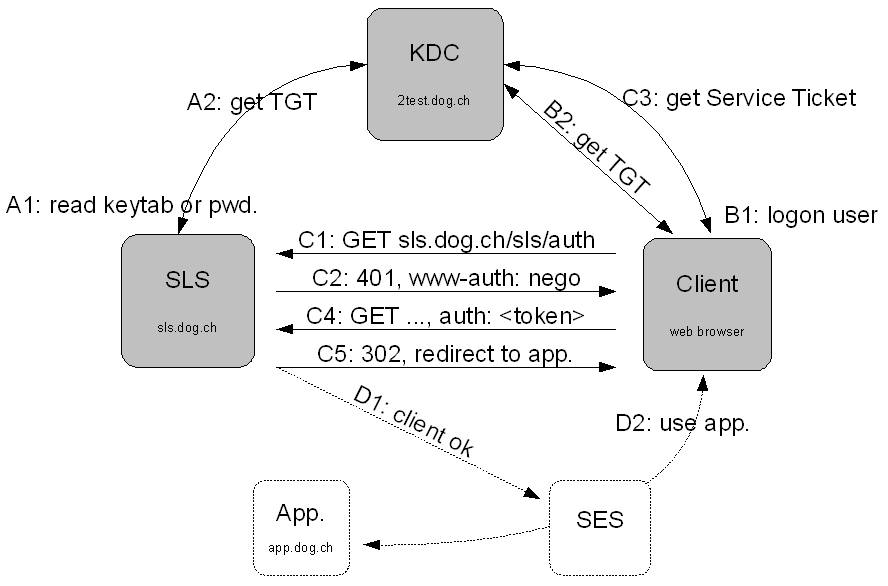 KDC
2test.dog.ch
A2: get TGT
C3: get Service Ticket
B2: get TGT
A1: read keytab or pwd.
B1: logon user
SLS
sls.dog.ch
C1: GET sls.dog.ch/sls/auth
C2: 401, www-auth: nego
C4: GET ..., auth: <token>
C5: 302, redirect to app.
Client
web browser
D1: client ok
D2: use app.
App.
app.dog.ch
SES